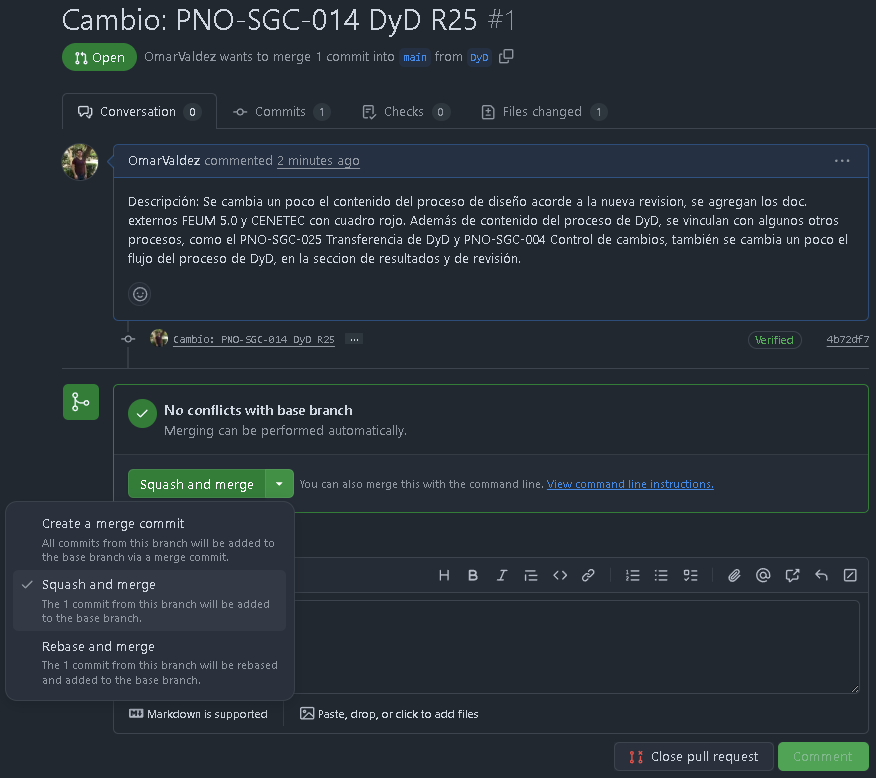 Cambio: PNO-SGC-014 DyD R25 #1
Open OmarValdez wants to merge 1 commit into main from DyD
Conversation 0 Commits 1 Checks 0 Files changed 1
OmarValdez commented 2 minutes ago
Descripción: Se cambia un poco el contenido del proceso de diseño acorde a la nueva revision, se agregan los doc.
externos FEUM 5.0 y CENETEC con cuadro rojo. Además de contenido del proceso de DyD, se vinculan con algunos otros
procesos, como el PNO-SGC-025 Transferencia de DyD y PNO-SGC-004 Control de cambios, también se cambia un poco el
flujo del proceso de DyD, en la seccion de resultados y de revisión.
Cambio: PNO-SGC-014 DyD R25 ... Verified 4b72df7
No conflicts with base branch
Merging can be performed automatically.
Squash and merge You can also merge this with the command line. View command line instructions.
Create a merge commit
All commits from this branch will be added to
the base branch via a merge commit.
Squash and merge
The 1 commit from this branch will be added
to the base branch.
Rebase and merge
The 1 commit from this branch will be rebased
and added to the base branch.
Markdown is supported Paste, drop, or click to add files
Close pull request Comment